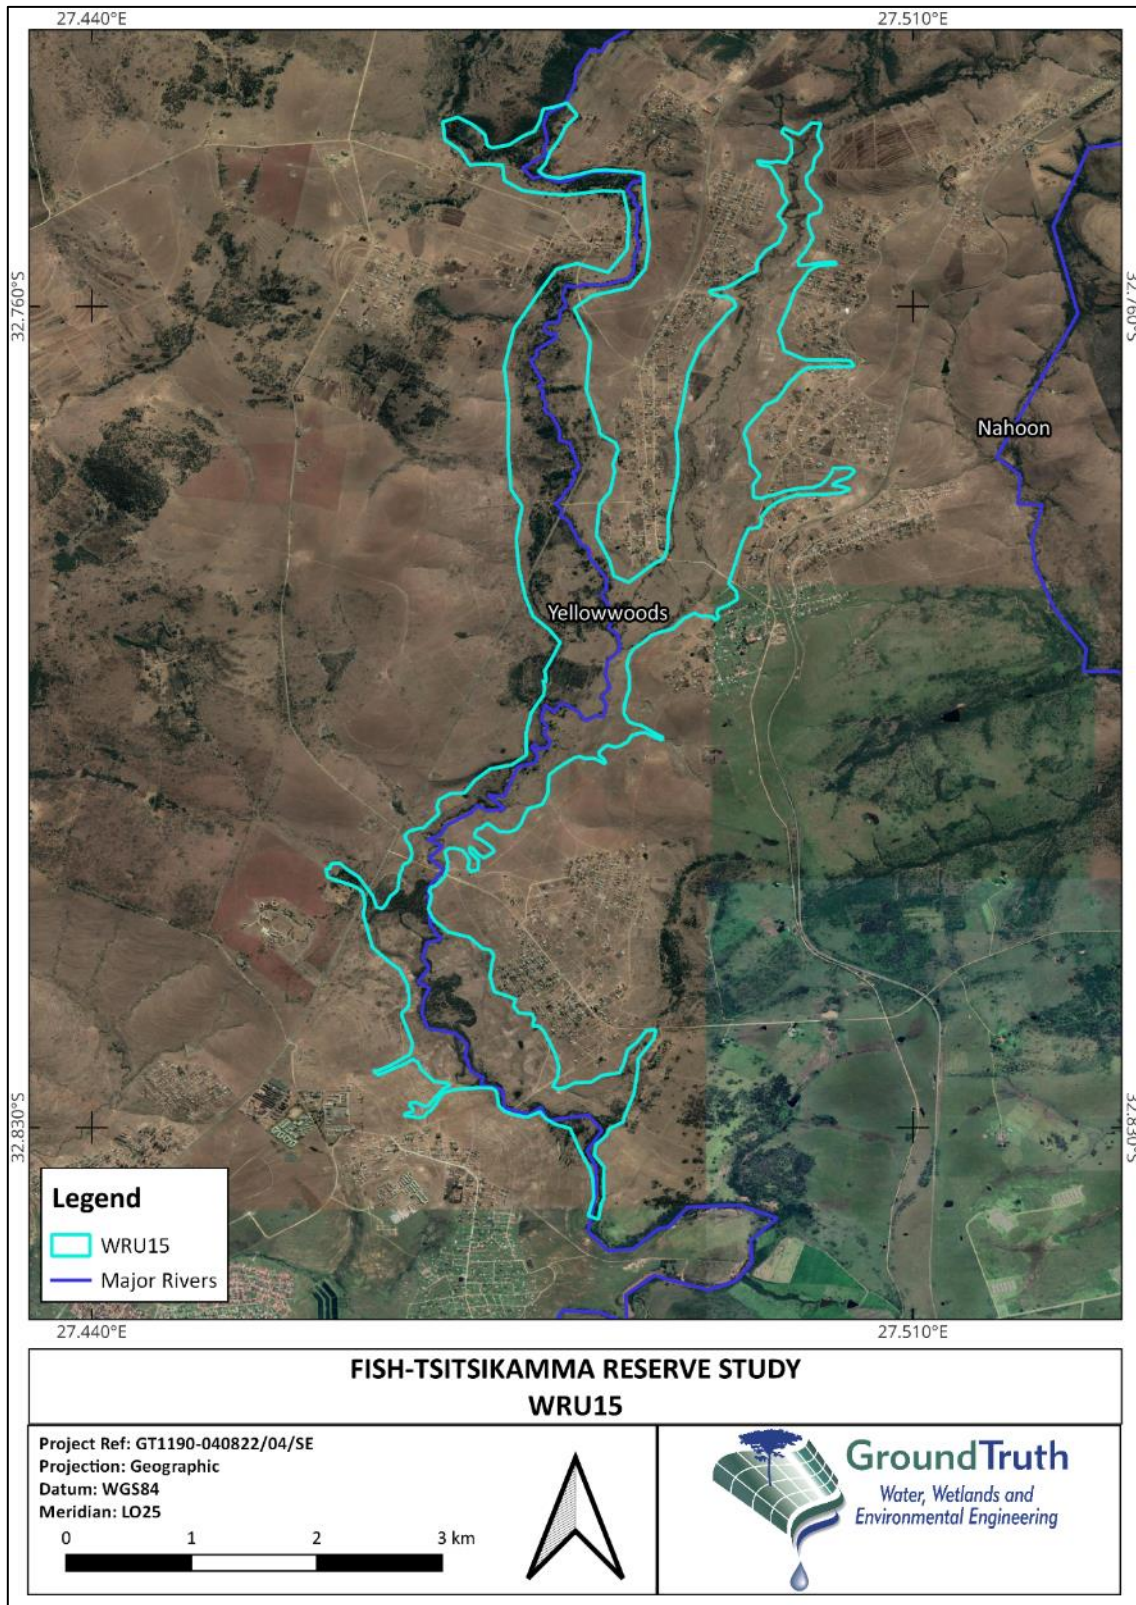 27.440°E
27.510°E
32.760°S
32.760°S
Nahoon
Yellowwoods
32.830°S
32.830°S
Legend
WRU15
Major Rivers
27.440°E
27.510°E
FISH-TSITSIKAMMA RESERVE STUDY
WRU15
Project Ref: GT1190-040822/04/SE
Projection: Geographic
Datum: WGS84
Meridian: LO25
0 1 2 3 km
GroundTruth
Water, Wetlands and
Environmental Engineering